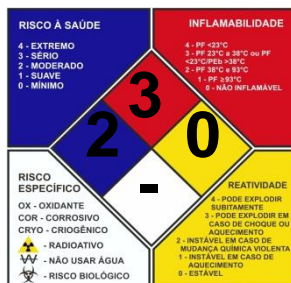 RISCO À SAÚDE
4 - EXTREMO
3 - SÉRIO
2 - MODERADO
1 - SUAVE
0 - MÍNIMO
INFLAMABILIDADE
4 - PF <23°C
3 - PF 23°C a 38°C ou PF
<23°C/PEb >38°C
2 - PF 38°C e 93°C
1 - PF ≥93°C
0 - NÃO INFLAMÁVEL
3
2
0
-
RISCO
ESPECÍFICO
OX - OXIDANTE
COR - CORROSIVO
CRYO - CRIOGÊNICO
- RADIOATIVO
W - NÃO USAR ÁGUA
- RISCO BIOLÓGICO
REATIVIDADE
4 - PODE EXPLODIR
SUBITAMENTE
3 - PODE EXPLODIR EM
CASO DE CHOQUE OU
AQUECIMENTO
2 - INSTÁVEL EM CASO DE
MUDANÇA QUÍMICA VIOLENTA
1 - INSTÁVEL EM CASO DE
AQUECIMENTO
0 - ESTÁVEL